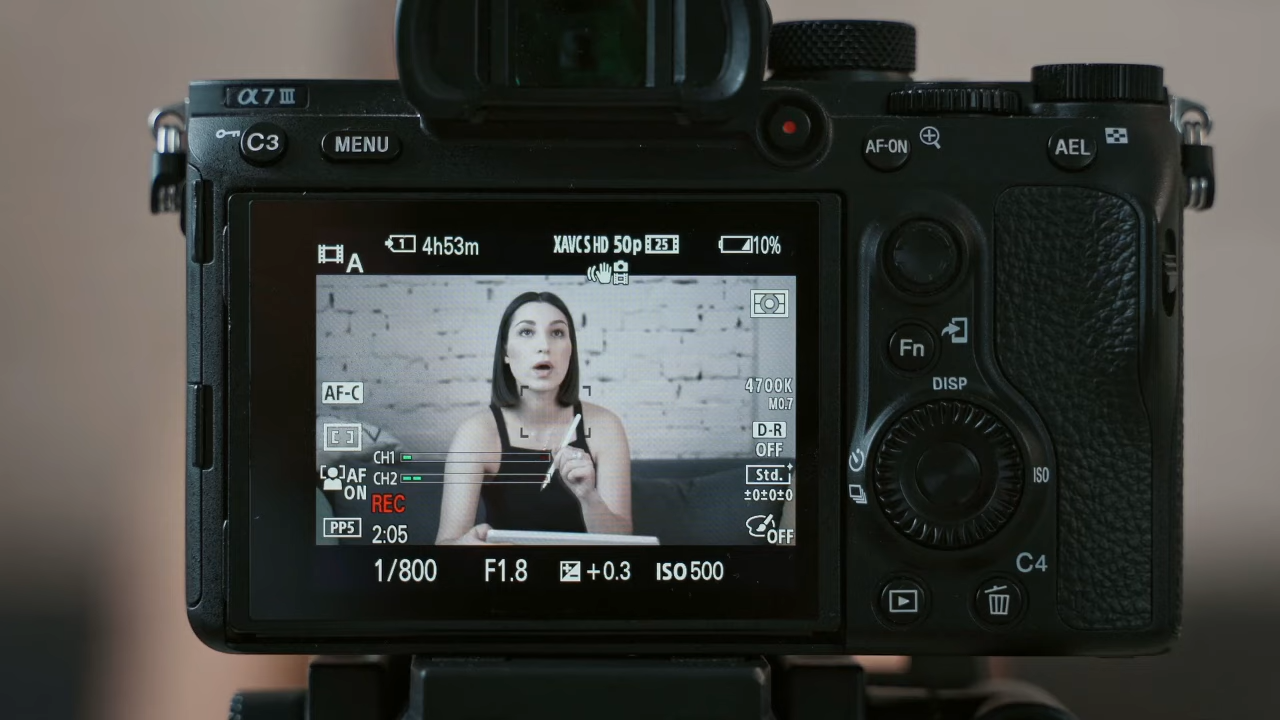 α7III
C3 MENU AF-ON AEL
1 4h53m XAVC S HD 50p 25 10%
A
4700K
M0.7
AF-C
D-R
OFF
CH1
CH2
AF
ON
Std.
±0±0±0
REC
PP5 2:05
OFF
1/800 F1.8 +0.3 ISO 500
Fn
DISP
ISO
C4